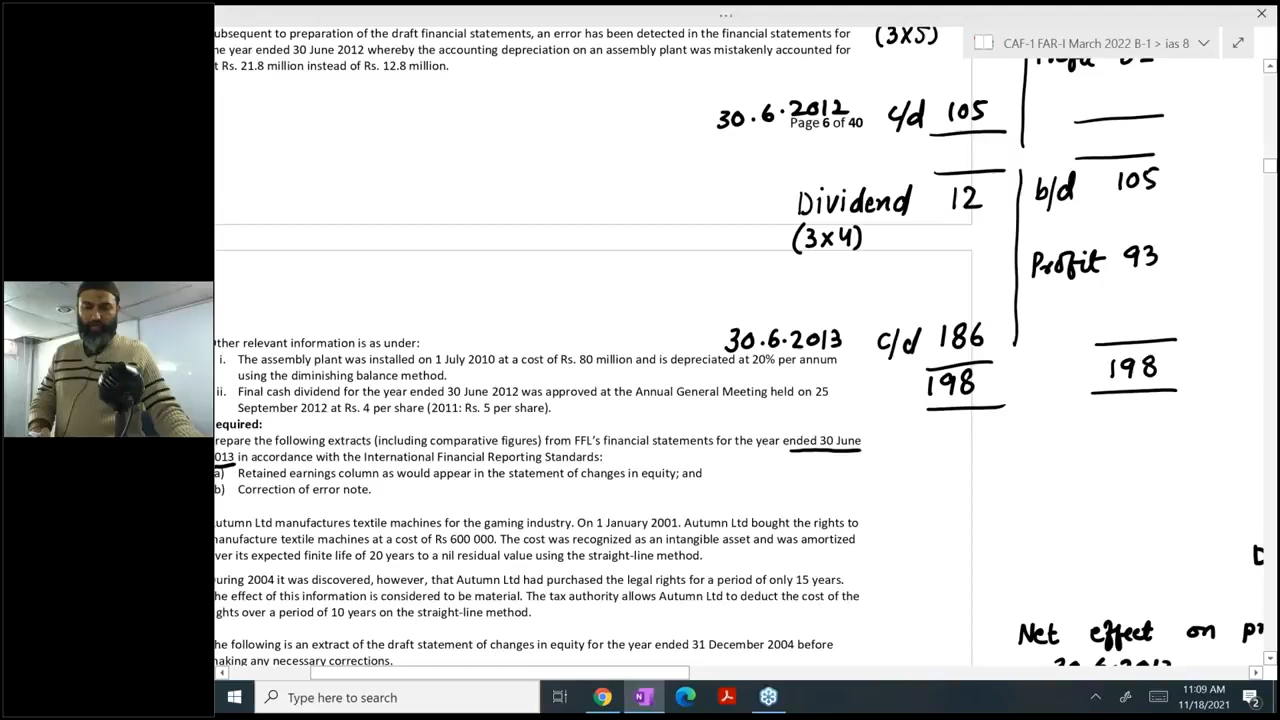 ubsequent to preparation of the draft financial statements, an error has been detected in the financial statements for
he year ended 30 June 2012 whereby the accounting depreciation on an assembly plant was mistakenly accounted for
t Rs. 21.8 million instead of Rs. 12.8 million.
(3x5)
CAF-1 FAR-I March 2022 B-1 > ias 8
30.6.2012 c/d 105
Page 6 of 40
Dividend 12
(3x4)
b/d 105
Profit 93
30.6.2013 c/d 186
198
198
Other relevant information is as under:
i. The assembly plant was installed on 1 July 2010 at a cost of Rs. 80 million and is depreciated at 20% per annum
using the diminishing balance method.
ii. Final cash dividend for the year ended 30 June 2012 was approved at the Annual General Meeting held on 25
September 2012 at Rs. 4 per share (2011: Rs. 5 per share).
equired:
repare the following extracts (including comparative figures) from FFL's financial statements for the year ended 30 June
013 in accordance with the International Financial Reporting Standards:
a) Retained earnings column as would appear in the statement of changes in equity; and
b) Correction of error note.
utumn Ltd manufactures textile machines for the gaming industry. On 1 January 2001. Autumn Ltd bought the rights to
manufacture textile machines at a cost of Rs 600 000. The cost was recognized as an intangible asset and was amortized
ver its expected finite life of 20 years to a nil residual value using the straight-line method.
uring 2004 it was discovered, however, that Autumn Ltd had purchased the legal rights for a period of only 15 years.
he effect of this information is considered to be material. The tax authority allows Autumn Ltd to deduct the cost of the
ghts over a period of 10 years on the straight-line method.
he following is an extract of the draft statement of changes in equity for the year ended 31 December 2004 before
aking any necessary corrections.
Net effect on pr
Type here to search
11:09 AM
11/18/2021
2